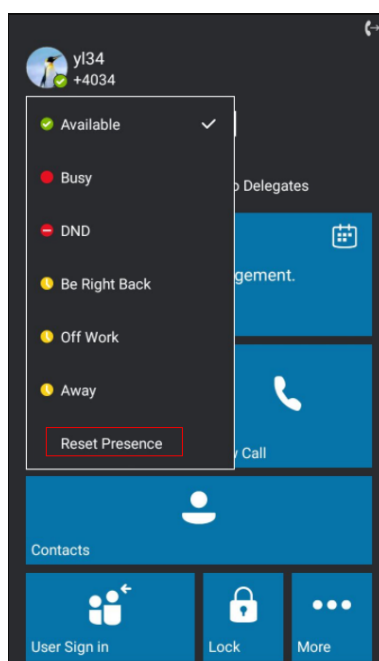 yl34
+4034
Available
Busy
Delegates
DND
gement.
Be Right Back
Off Work
Away
Reset Presence
Call
Contacts
User Sign in
Lock
More